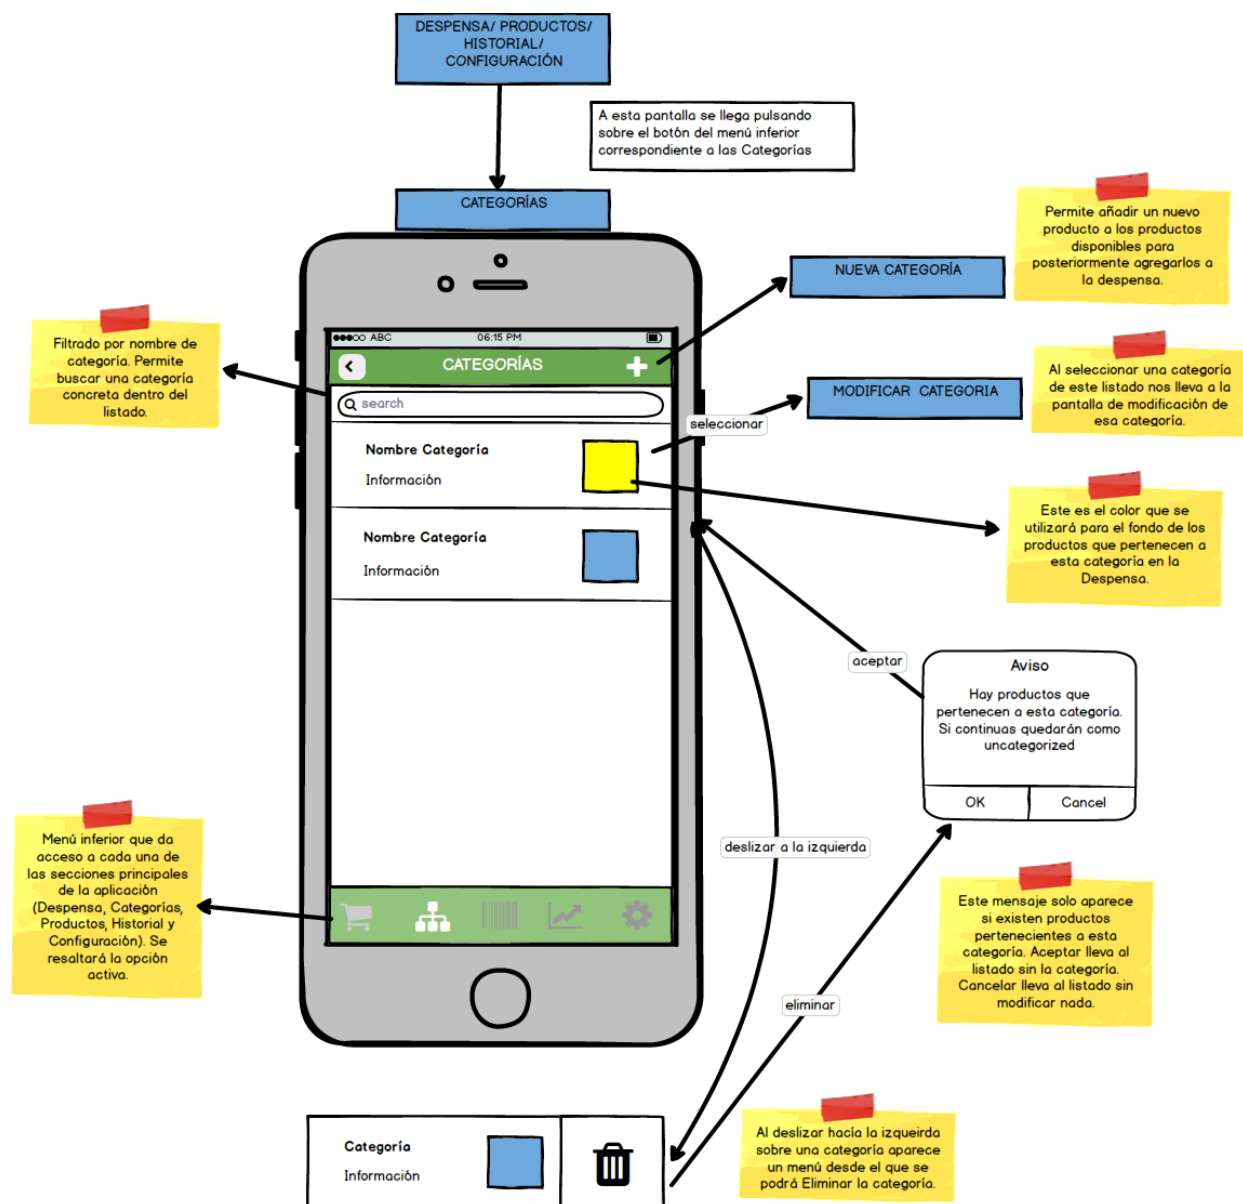 DESPENSA/ PRODUCTOS/
HISTORIAL/
CONFIGURACIÓN
A esta pantalla se llega pulsando
sobre el botón del menú inferior
correspondiente a las Categorías
CATEGORÍAS
Permite añadir un nuevo
producto a los productos
disponibles para
posteriormente agregarlos a
la despensa.
NUEVA CATEGORÍA
Filtrado por nombre de
categoría. Permite
buscar una categoría
concreta dentro del
listado.
ABC
06:15 PM
CATEGORÍAS
search
Al seleccionar una categoría
de este listado nos lleva a la
pantalla de modificación de
esa categoría.
MODIFICAR CATEGORIA
seleccionar
Nombre Categoría
Información
Este es el color que se
utilizará para el fondo de los
productos que pertenecen a
esta categoría en la
Despensa.
Nombre Categoría
Información
aceptar
Aviso
Hay productos que
pertenecen a esta categoría.
Si continuas quedarán como
uncategorized
OK
Cancel
deslizar a la izquierda
Menú inferior que da
acceso a cada una de
las secciones principales
de la aplicación
(Despensa, Categorías,
Productos, Historial y
Configuración). Se
resaltará la opción
activa.
Este mensaje solo aparece
si existen productos
pertenecientes a esta
categoría. Aceptar lleva al
listado sin la categoría.
Cancelar lleva al listado sin
modificar nada.
eliminar
Categoría
Información
Al deslizar hacía la izqueirda
sobre una categoría aparece
un menú desde el que se
podrá Eliminar la categoría.